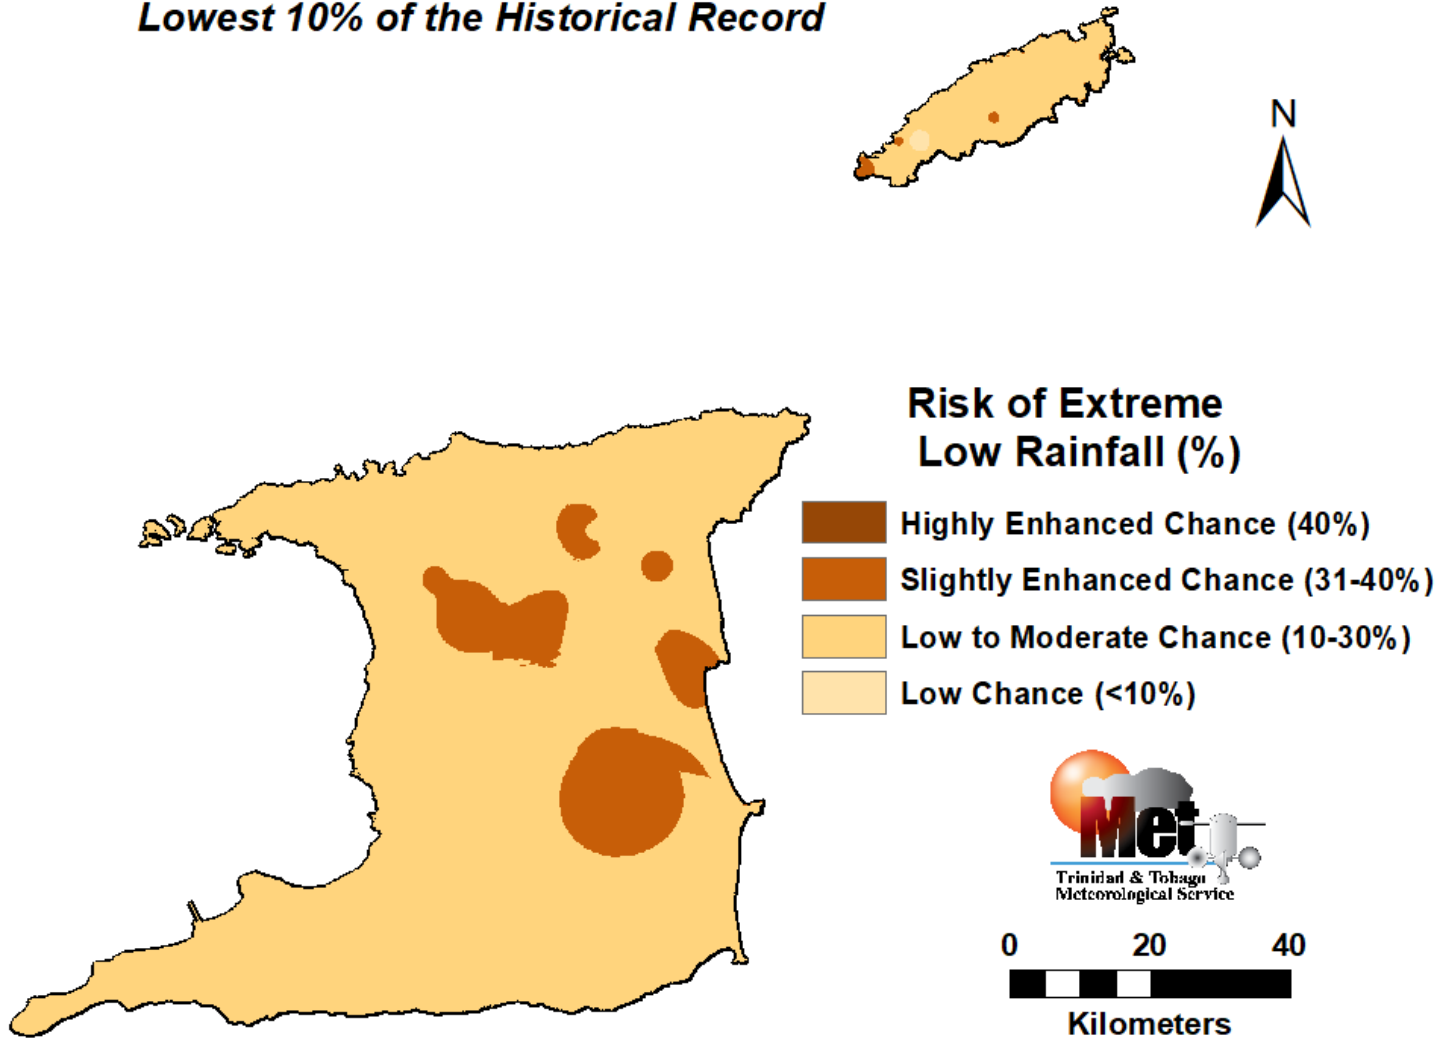 Lowest 10% of the Historical Record
N
Risk of Extreme
Low Rainfall (%)
Highly Enhanced Chance (40%)
Slightly Enhanced Chance (31-40%)
Low to Moderate Chance (10-30%)
Low Chance (<10%)
Met
Trinidad & Tobago
Meteorological Service
0 20 40
Kilometers